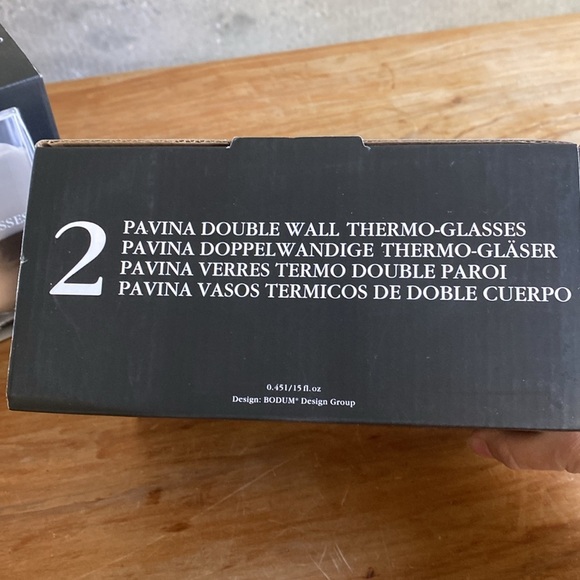 2
PAVINA DOUBLE WALL THERMO-GLASSES
PAVINA DOPPELWANDIGE THERMO-GLÄSER
PAVINA VERRES TERMO DOUBLE PAROI
PAVINA VASOS TERMICOS DE DOBLE CUERPO
0.45l/15 fl.oz
Design: BODUM® Design Group